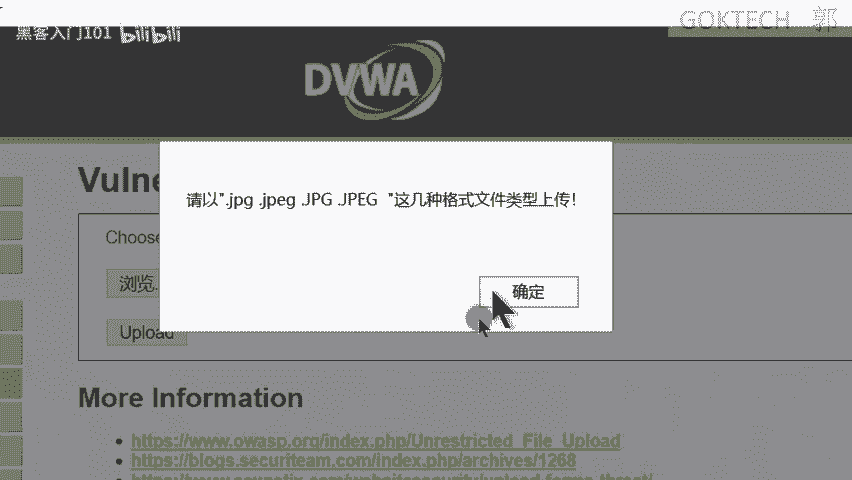 GOKTECH 郭
黑客入门101 bilibili
DVWA
Vulne
请以".jpg .jpeg .JPG .JPEG "这几种格式文件类型上传!
Choose
浏览.
确定
Upload
More Information
https://www.owasp.org/index.php/Unrestricted_File_Upload
https://blogs.securiteam.com/index.php/archives/1268